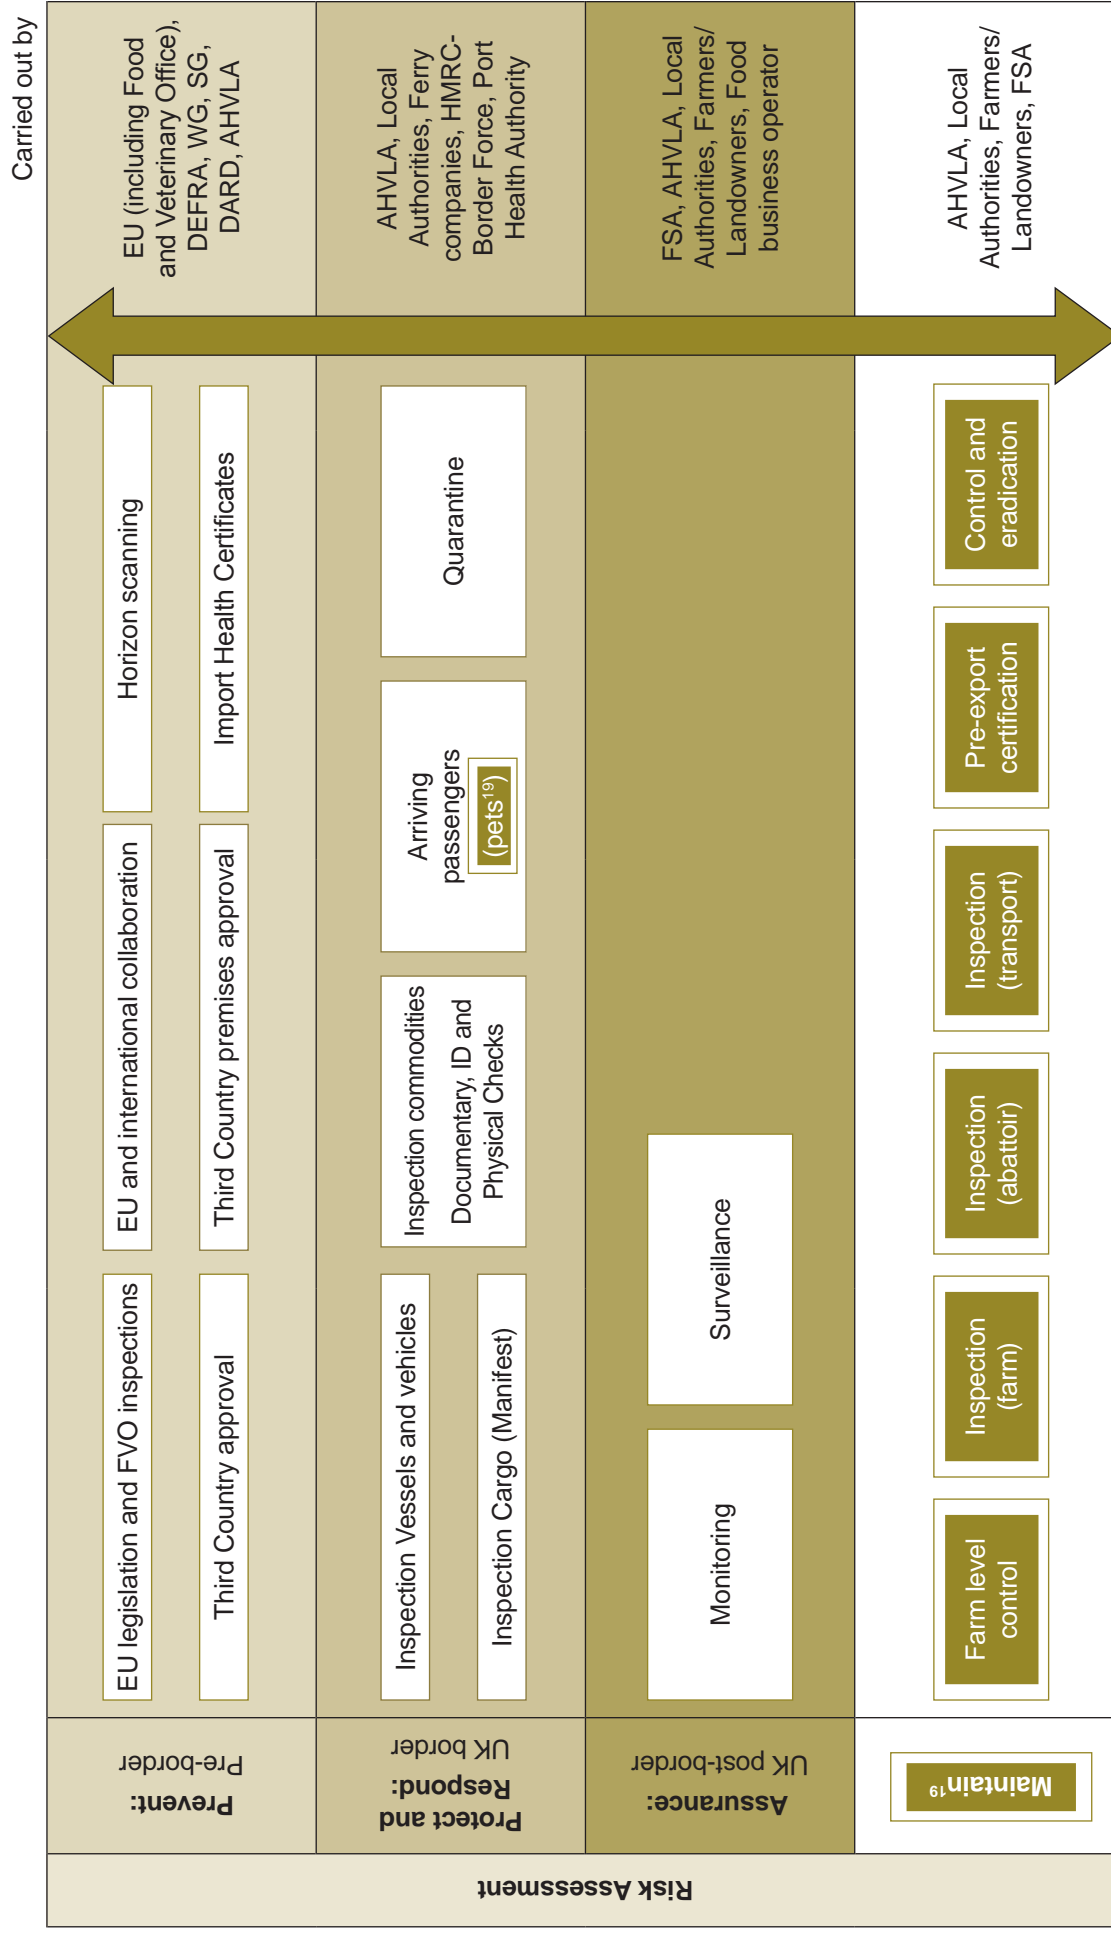 Carried out by
Risk Assessment
Prevent:
Pre-border
EU legislation and FVO inspections
EU and international collaboration
Horizon scanning
Third Country approval
Third Country premises approval
Import Health Certificates
EU (including Food
and Veterinary Office),
DEFRA, WG, SG,
DARD, AHVLA
Protect and
Respond:
UK border
Inspection Vessels and vehicles
Inspection Cargo (Manifest)
Inspection commodities
Documentary, ID and
Physical Checks
Arriving
passengers
(pets¹⁹)
Quarantine
AHVLA, Local
Authorities, Ferry
companies, HMRC-
Border Force, Port
Health Authority
Assurance:
UK post-border
Monitoring
Surveillance
FSA, AHVLA, Local
Authorities, Farmers/
Landowners, Food
business operator
Maintain¹⁹
Farm level
control
Inspection
(farm)
Inspection
(abattoir)
Inspection
(transport)
Pre-export
certification
Control and
eradication
AHVLA, Local
Authorities, Farmers/
Landowners, FSA